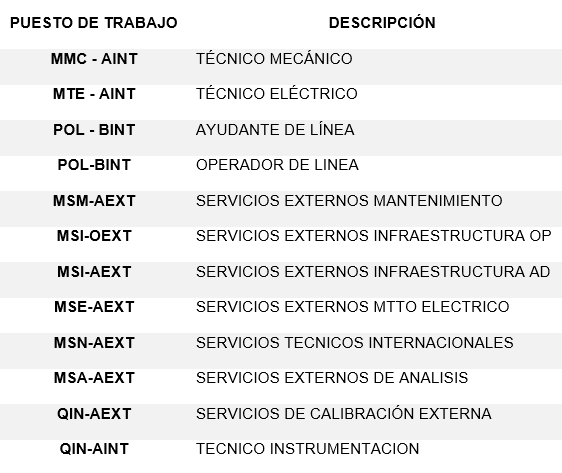 PUESTO DE TRABAJO DESCRIPCIÓN
MMC - AINT TÉCNICO MECÁNICO
MTE - AINT TÉCNICO ELÉCTRICO
POL - BINT AYUDANTE DE LÍNEA
POL-BINT OPERADOR DE LINEA
MSM-AEXT SERVICIOS EXTERNOS MANTENIMIENTO
MSI-OEXT SERVICIOS EXTERNOS INFRAESTRUCTURA OP
MSI-AEXT SERVICIOS EXTERNOS INFRAESTRUCTURA AD
MSE-AEXT SERVICIOS EXTERNOS MTTO ELECTRICO
MSN-AEXT SERVICIOS TECNICOS INTERNACIONALES
MSA-AEXT SERVICIOS EXTERNOS DE ANALISIS
QIN-AEXT SERVICIOS DE CALIBRACIÓN EXTERNA
QIN-AINT TECNICO INSTRUMENTACION